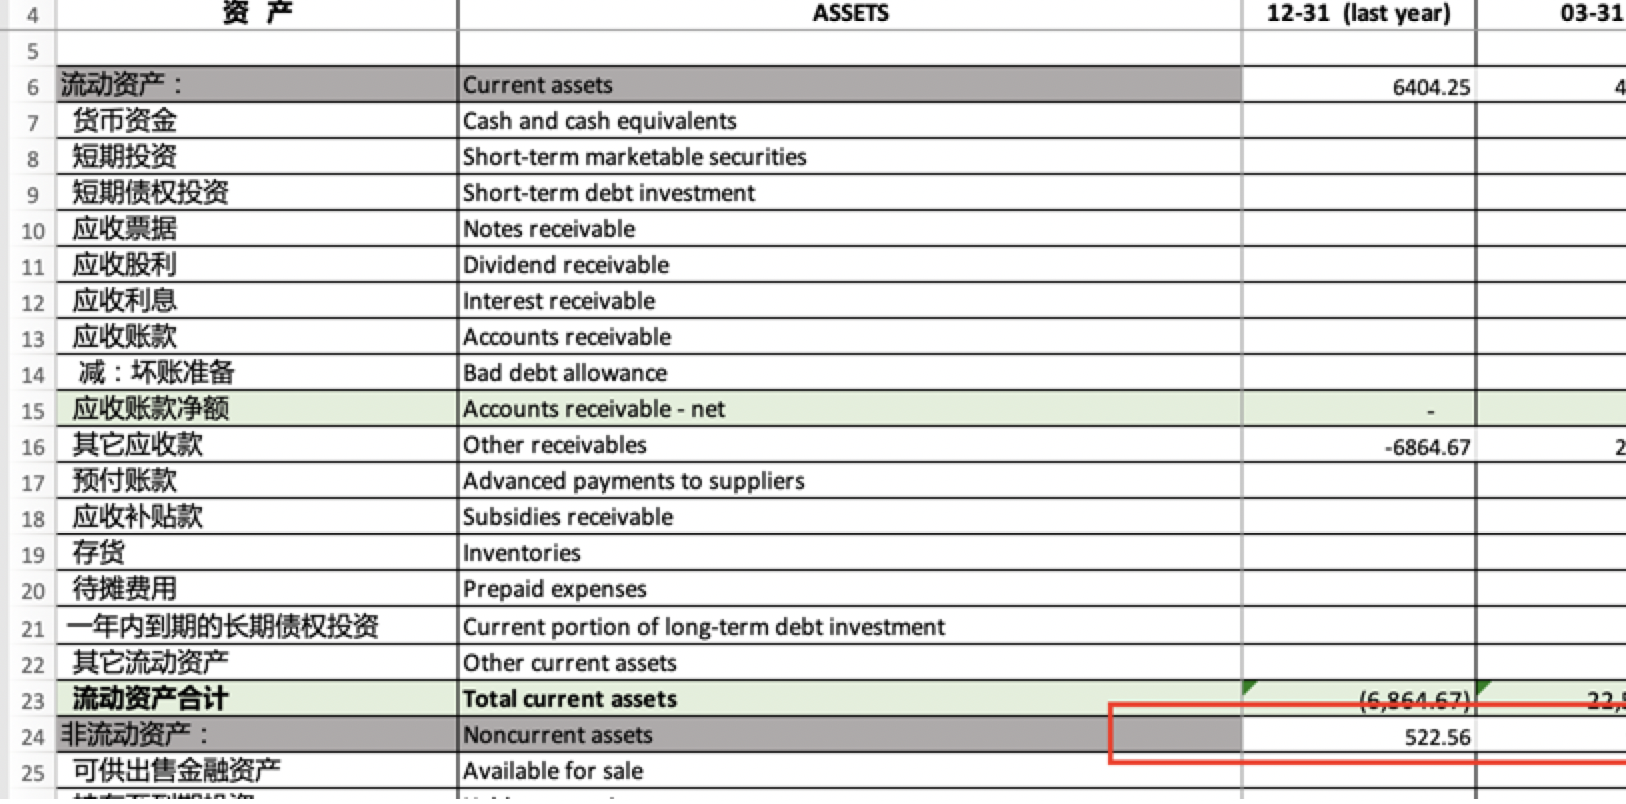 4 资 产 ASSETS 12-31 (last year) 03-31
5
6 流动资产： Current assets 6404.25 4
7 货币资金 Cash and cash equivalents
8 短期投资 Short-term marketable securities
9 短期债权投资 Short-term debt investment
10 应收票据 Notes receivable
11 应收股利 Dividend receivable
12 应收利息 Interest receivable
13 应收账款 Accounts receivable
14 减：坏账准备 Bad debt allowance
15 应收账款净额 Accounts receivable - net -
16 其它应收款 Other receivables -6864.67 2
17 预付账款 Advanced payments to suppliers
18 应收补贴款 Subsidies receivable
19 存货 Inventories
20 待摊费用 Prepaid expenses
21 一年内到期的长期债权投资 Current portion of long-term debt investment
22 其它流动资产 Other current assets
23 流动资产合计 Total current assets (6,864.67) 22,5
24 非流动资产： Noncurrent assets 522.56
25 可供出售金融资产 Available for sale